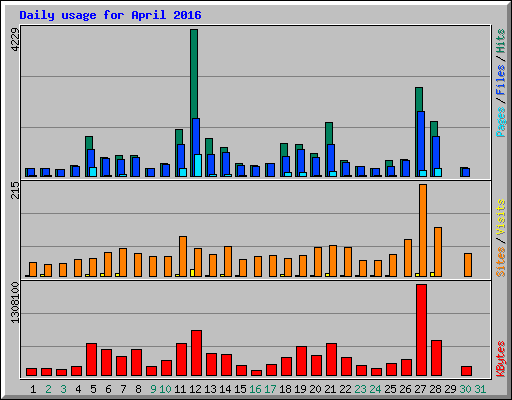 Daily usage for April 2016
4229
Pages / Files / Hits
215
Sites / Visits
1308100
KBytes
1 2 3 4 5 6 7 8 9 10 11 12 13 14 15 16 17 18 19 20 21 22 23 24 25 26 27 28 29 30 31